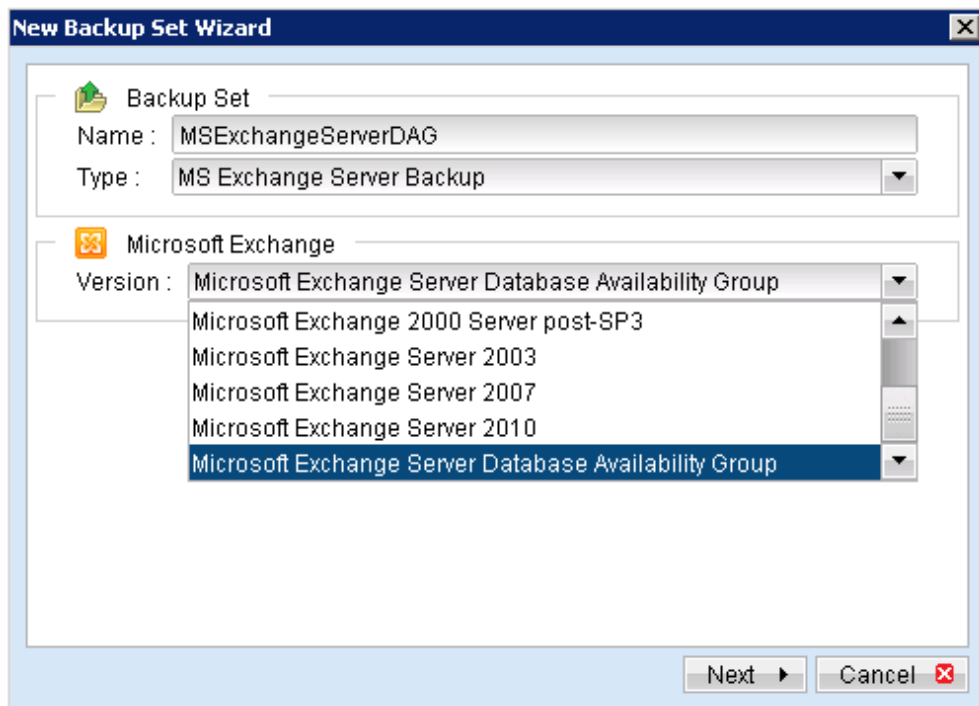 New Backup Set Wizard
Backup Set
Name : MSExchangeServerDAG
Type : MS Exchange Server Backup
Microsoft Exchange
Version : Microsoft Exchange Server Database Availability Group
Microsoft Exchange 2000 Server post-SP3
Microsoft Exchange Server 2003
Microsoft Exchange Server 2007
Microsoft Exchange Server 2010
Microsoft Exchange Server Database Availability Group
Next Cancel